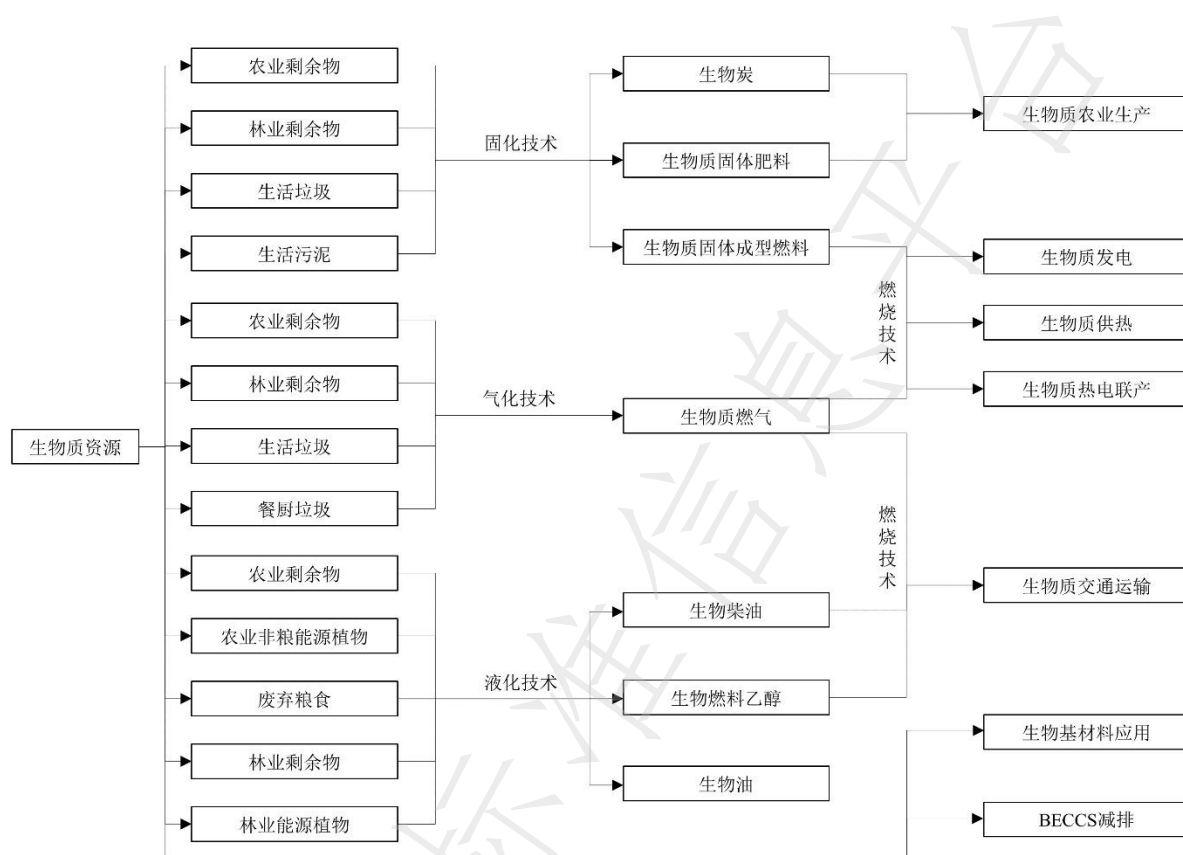 农业剩余物
林业剩余物
生活垃圾
生活污泥
农业剩余物
林业剩余物
生物质资源
生活垃圾
餐厨垃圾
农业剩余物
农业非粮能源植物
废弃粮食
林业剩余物
林业能源植物
固化技术
气化技术
液化技术
生物炭
生物质固体肥料
生物质固体成型燃料
生物质燃气
生物柴油
生物燃料乙醇
生物油
燃烧技术
燃烧技术
生物质农业生产
生物质发电
生物质供热
生物质热电联产
生物质交通运输
生物基材料应用
BECCS减排
标准信息平台